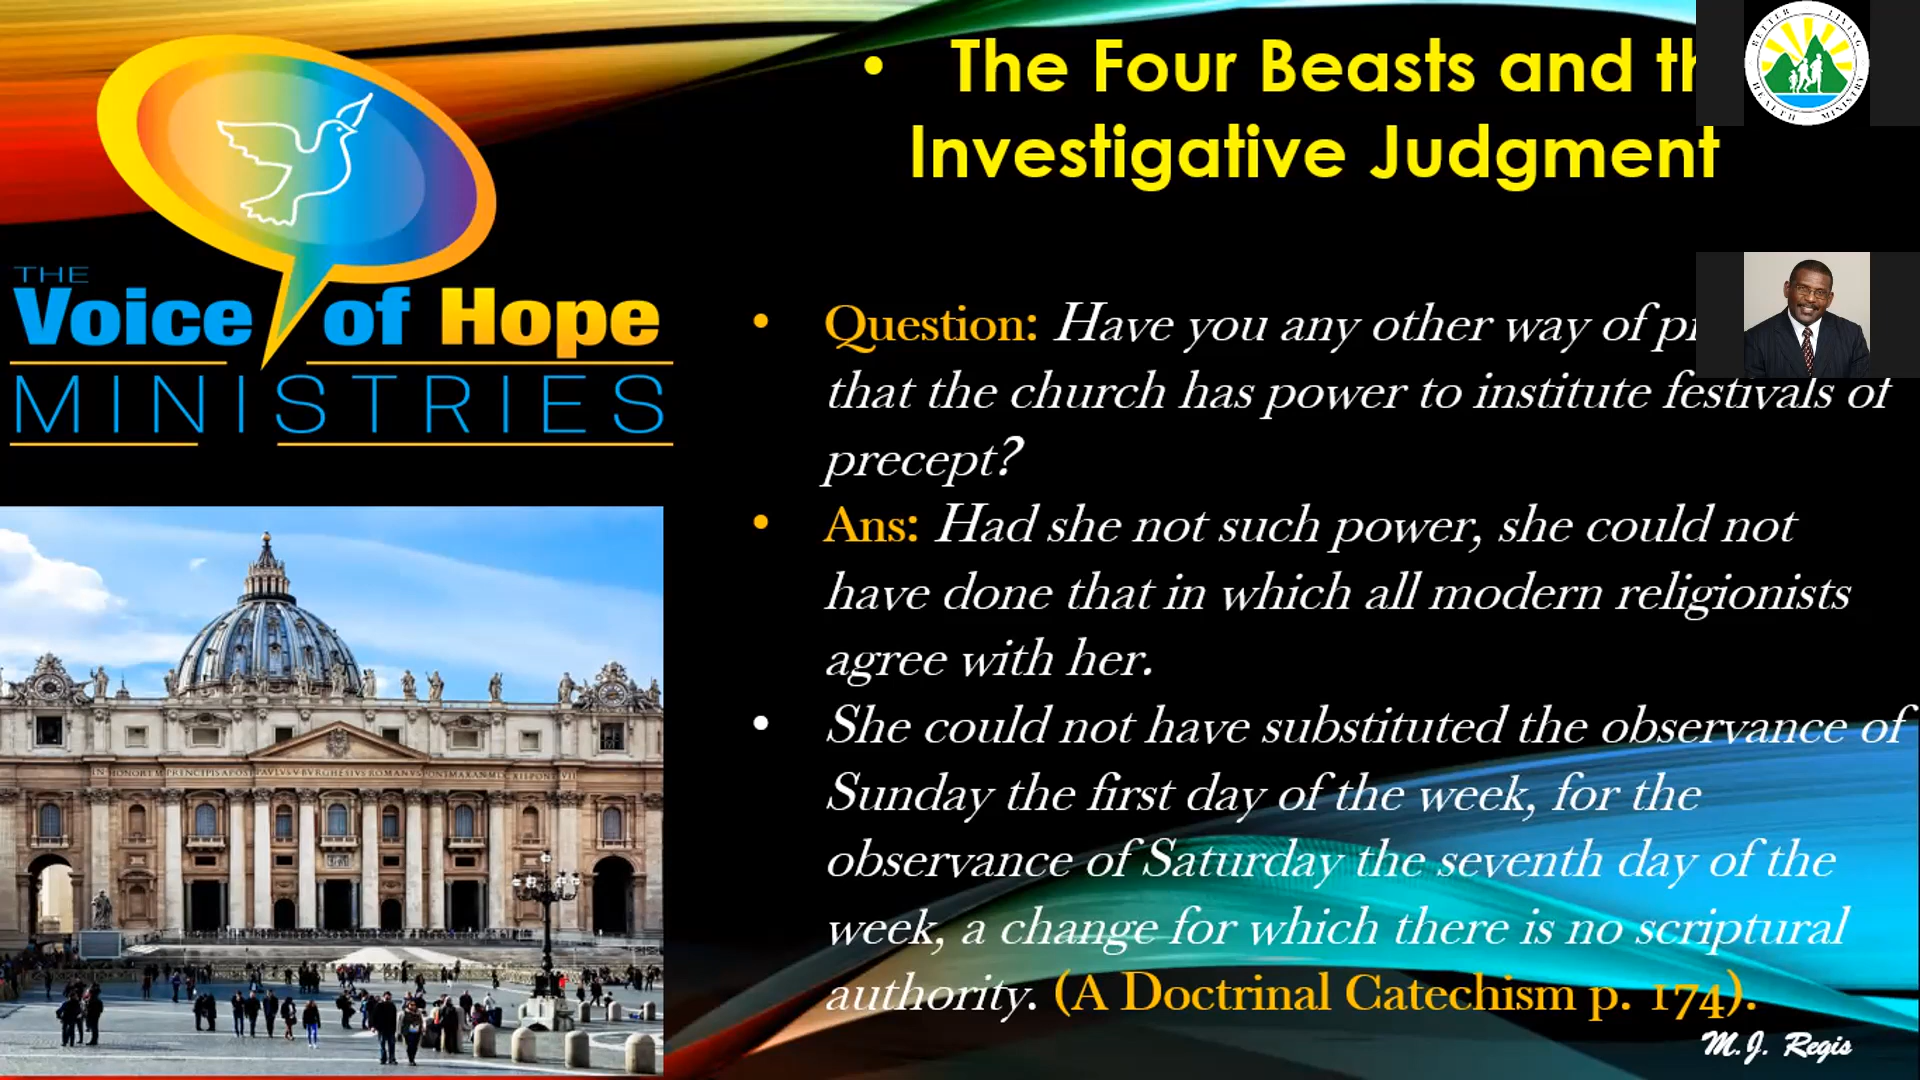 • The Four Beasts and
Investigative Judgment
THE
Voice of Hope
MINISTRIES
BETTER LIVING
HEALTH MINISTRY
• Question: Have you any other way of
that the church has power to institute festivals of
precept?
• Ans: Had she not such power, she could not
have done that in which all modern religionists
agree with her.
• She could not have substituted the observance of
Sunday the first day of the week, for the
observance of Saturday the seventh day of the
week, a change for which there is no scriptural
authority. (A Doctrinal Catechism p. 174).
M.J. Regis